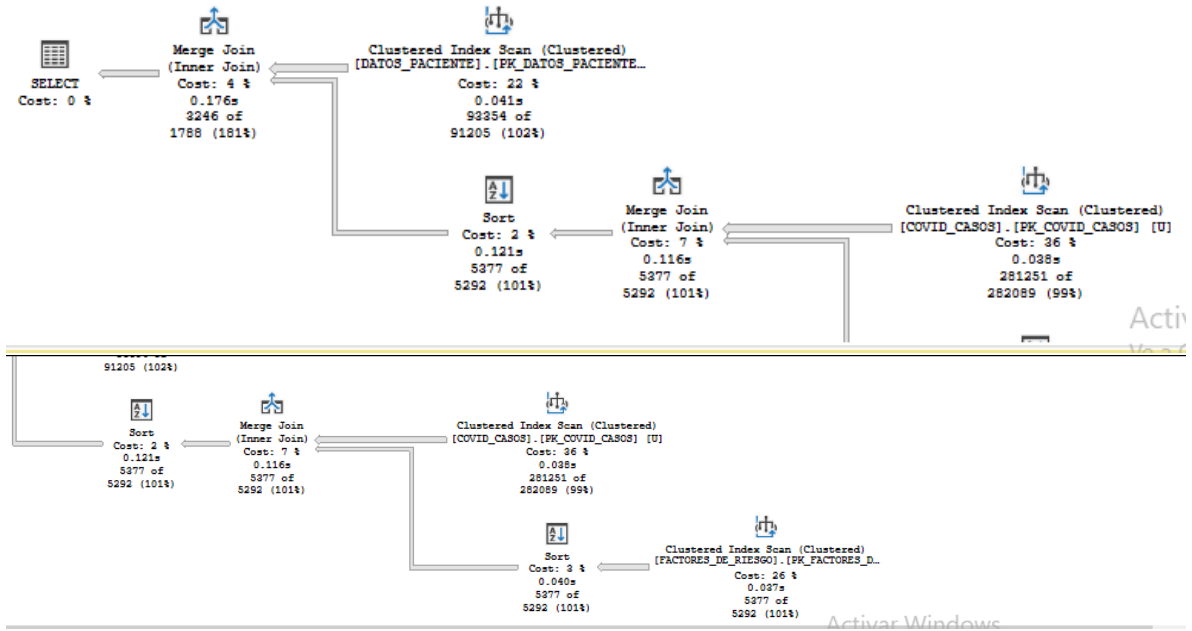 Merge Join
(Inner Join)
Cost: 4 %
0.176s
3246 of
1788 (181%)
Clustered Index Scan (Clustered)
[DATOS_PACIENTE].[PK_DATOS_PACIENTE…
Cost: 22 %
0.041s
93354 of
91205 (102%)
SELECT
Cost: 0 %
Sort
Cost: 2 %
0.121s
5377 of
5292 (101%)
Merge Join
(Inner Join)
Cost: 7 %
0.116s
5377 of
5292 (101%)
Clustered Index Scan (Clustered)
[COVID_CASOS].[PK_COVID_CASOS] [U]
Cost: 36 %
0.038s
281251 of
282089 (99%)
Activ
91205 (102%)
Sort
Cost: 2 %
0.121s
5377 of
5292 (101%)
Merge Join
(Inner Join)
Cost: 7 %
0.116s
5377 of
5292 (101%)
Clustered Index Scan (Clustered)
[COVID_CASOS].[PK_COVID_CASOS] [U]
Cost: 36 %
0.038s
281251 of
282089 (99%)
Sort
Cost: 3 %
0.040s
5377 of
5292 (101%)
Clustered Index Scan (Clustered)
[FACTORES_DE_RIESGO].[PK_FACTORES_D…
Cost: 26 %
0.037s
5377 of
5292 (101%)
Activar Windows